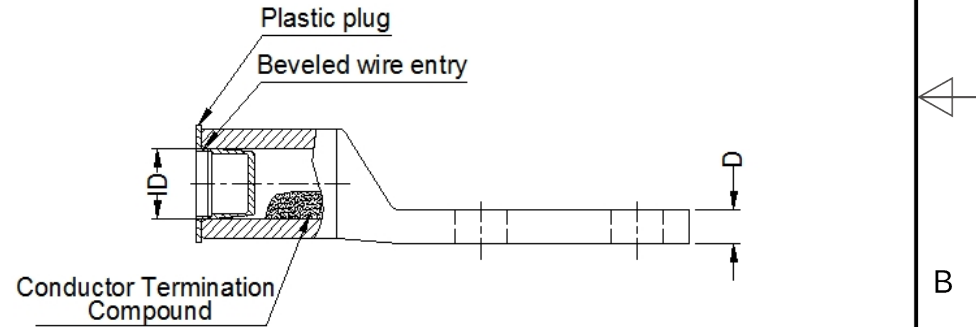 Plastic plug
Beveled wire entry
D
ID
B
Conductor Termination
Compound